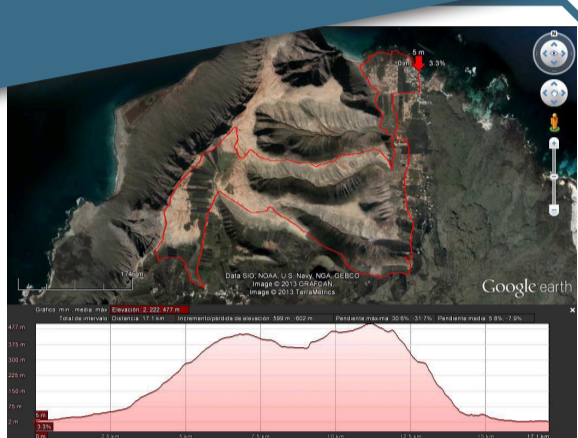 N
5 m
3.3%
Data SIO, NOAA, U.S. Navy, NGA, GEBCO
Image © 2013 GRAFCAN
Image © 2013 TerraMetrics
Google earth
Gráfico: mín., media, máx. Elevación: 2, 222, 477 m
Total de intervalo: Distancia: 17.1 km Incremento/pérdida de elevación: 599 m, -602 m Pendiente máxima: 30.6%, -31.7% Pendiente media: 5.8%, -7.9%
477 m
375 m
300 m
225 m
150 m
75 m
2 m
5 m
3.3%
0 m 2.5 km 5 km 7.5 km 10 km 12.5 km 15 km 17.1 km